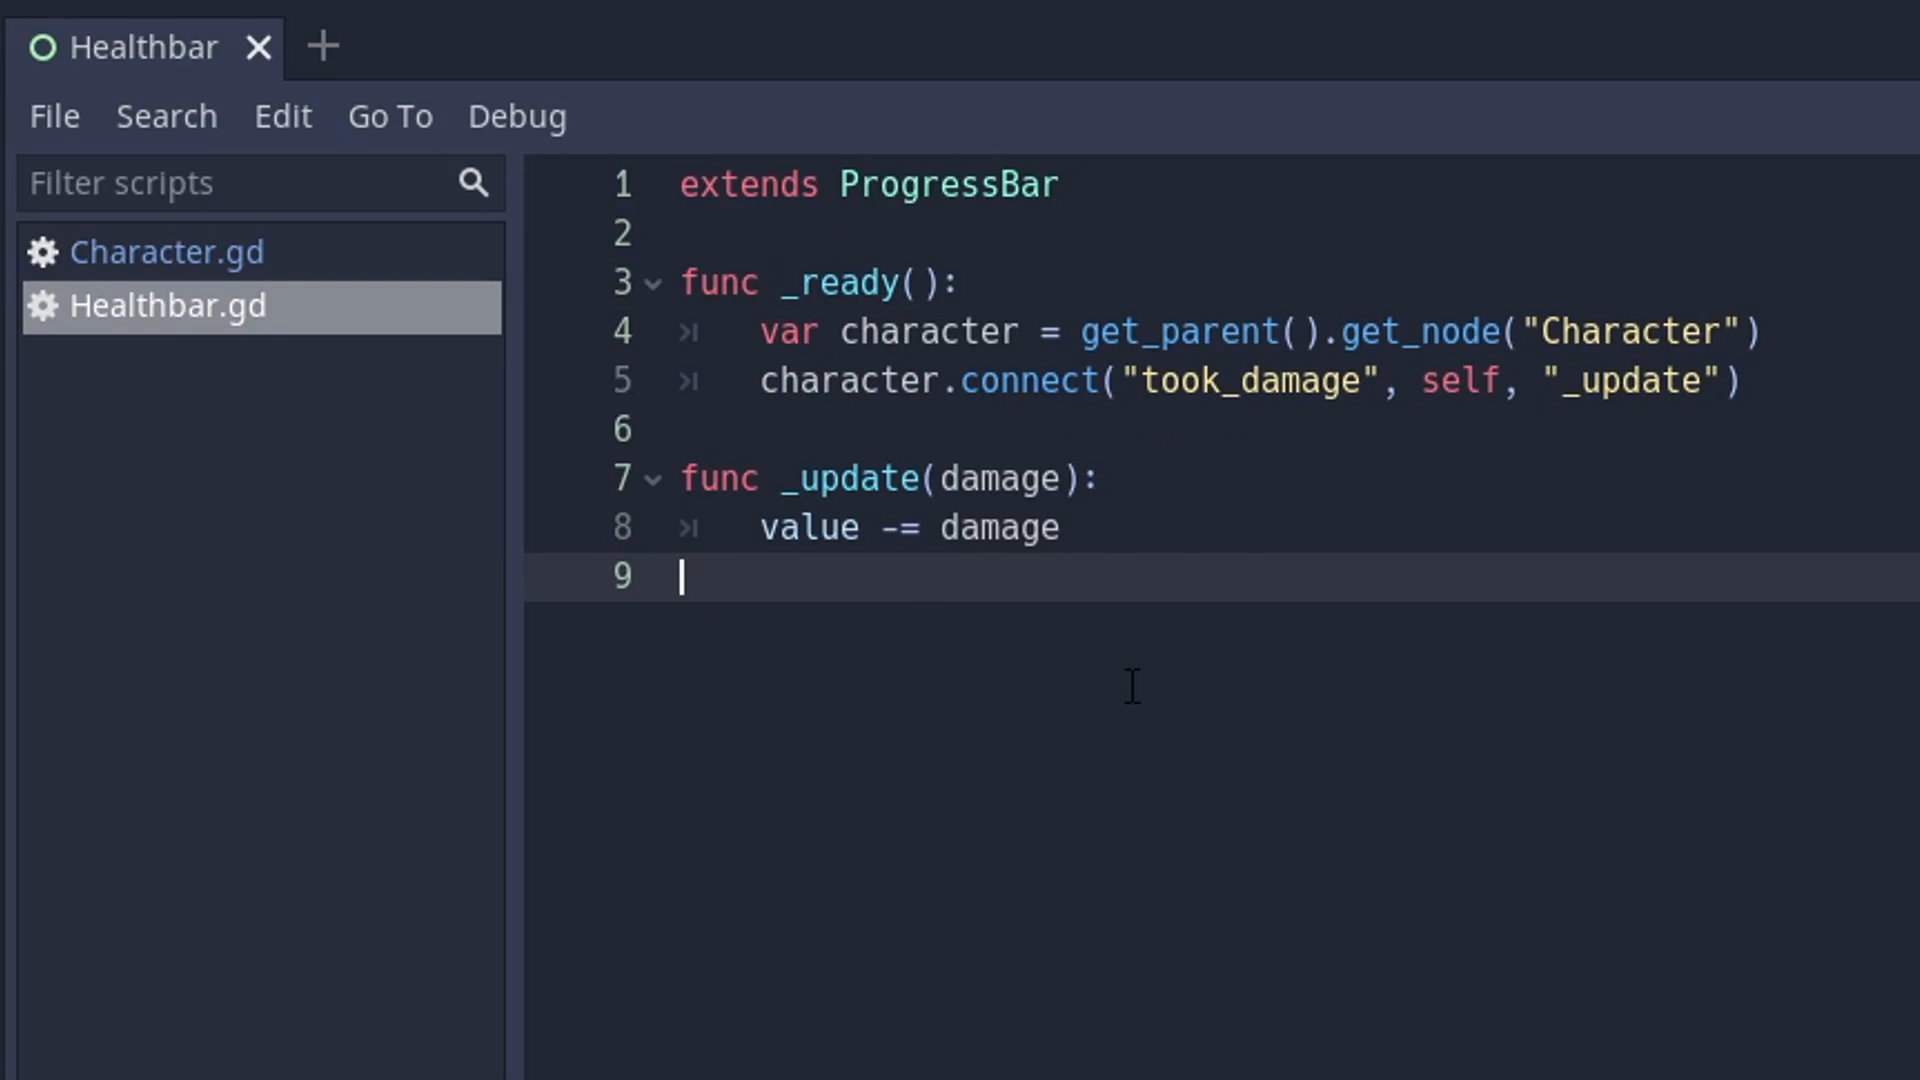 Healthbar
File Search Edit Go To Debug
Filter scripts
Character.gd
Healthbar.gd
1 extends ProgressBar
2
3 func _ready():
4 var character = get_parent().get_node("Character")
5 character.connect("took_damage", self, "_update")
6
7 func _update(damage):
8 value -= damage
9